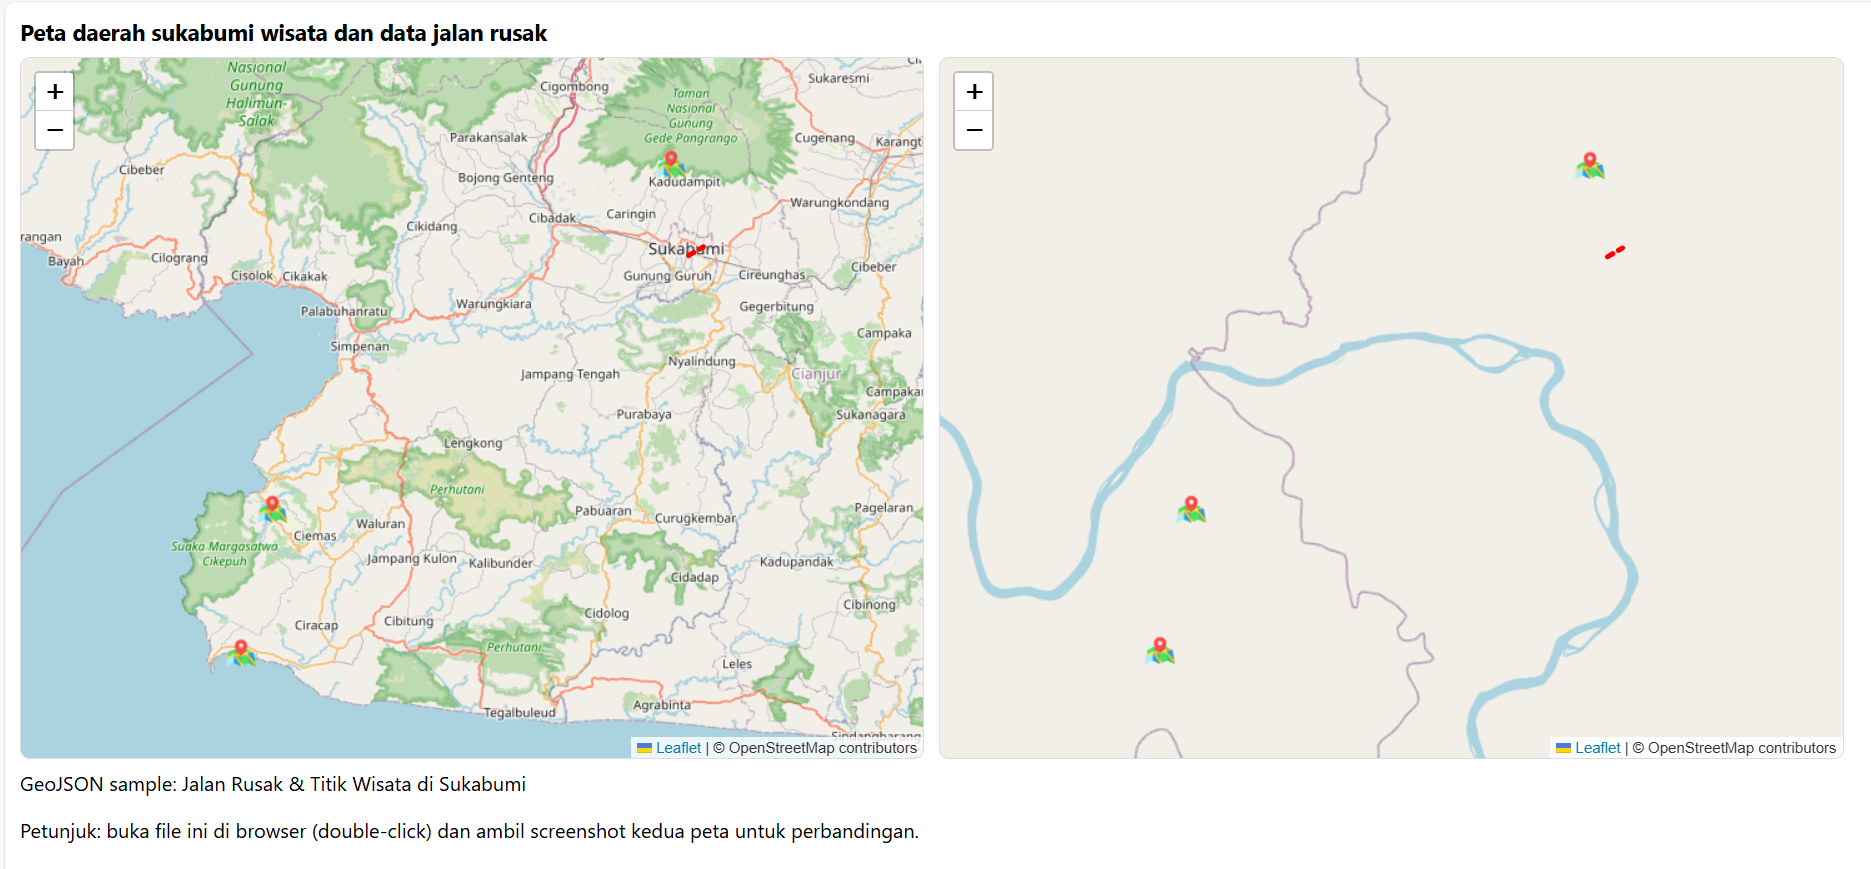 Peta daerah sukabumi wisata dan data jalan rusak
+
−
Nasional
Gunung
Halimun-
Salak
Cigombong
Sukaresmi
Taman
Nasional
Gunung
Gede Pangrango
Parakansalak
Cugenang
Karangt
Cibeber
Bojong Genteng
Kadudampit
Warungkondang
Caringin
Cibadak
Cikidang
rangan
Bayah
Cilograng
Sukabumi
Cisolok
Cikakak
Gunung Guruh
Cireunghas
Cibeber
Palabuhanratu
Warungkiara
Gegerbitung
Campaka
Simpenan
Nyalindung
Jampang Tengah
Cianjur
Campaka
Purabaya
Sukanagara
Lengkong
Perhutani
Pabuaran
Curugkembar
Pagelaran
Waluran
Ciemas
Suaka Margasatwa
Cikepuh
Jampang Kulon
Kalibunder
Kadupandak
Cidadap
Cibinong
Cidolog
Ciracap
Cibitung
Perhutani
Leles
Agrabinta
Tegalbuleud
Sindangbarang
Leaflet | © OpenStreetMap contributors
+
−
Leaflet | © OpenStreetMap contributors
GeoJSON sample: Jalan Rusak & Titik Wisata di Sukabumi
Petunjuk: buka file ini di browser (double-click) dan ambil screenshot kedua peta untuk perbandingan.